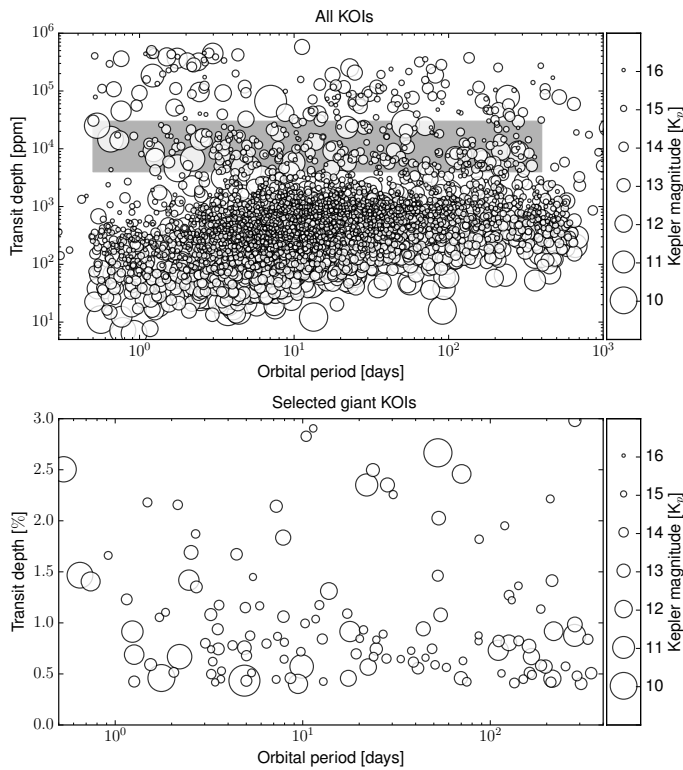 All KOIs
10^6
10^5
10^4
10^3
10^2
10^1
Transit depth [ppm]
10^0 10^1 10^2 10^3
Orbital period [days]
16
15
14
13
12
11
10
Kepler magnitude [K_p]
Selected giant KOIs
3.0
2.5
2.0
1.5
1.0
0.5
0.0
Transit depth [%]
10^0 10^1 10^2
Orbital period [days]
16
15
14
13
12
11
10
Kepler magnitude [K_p]